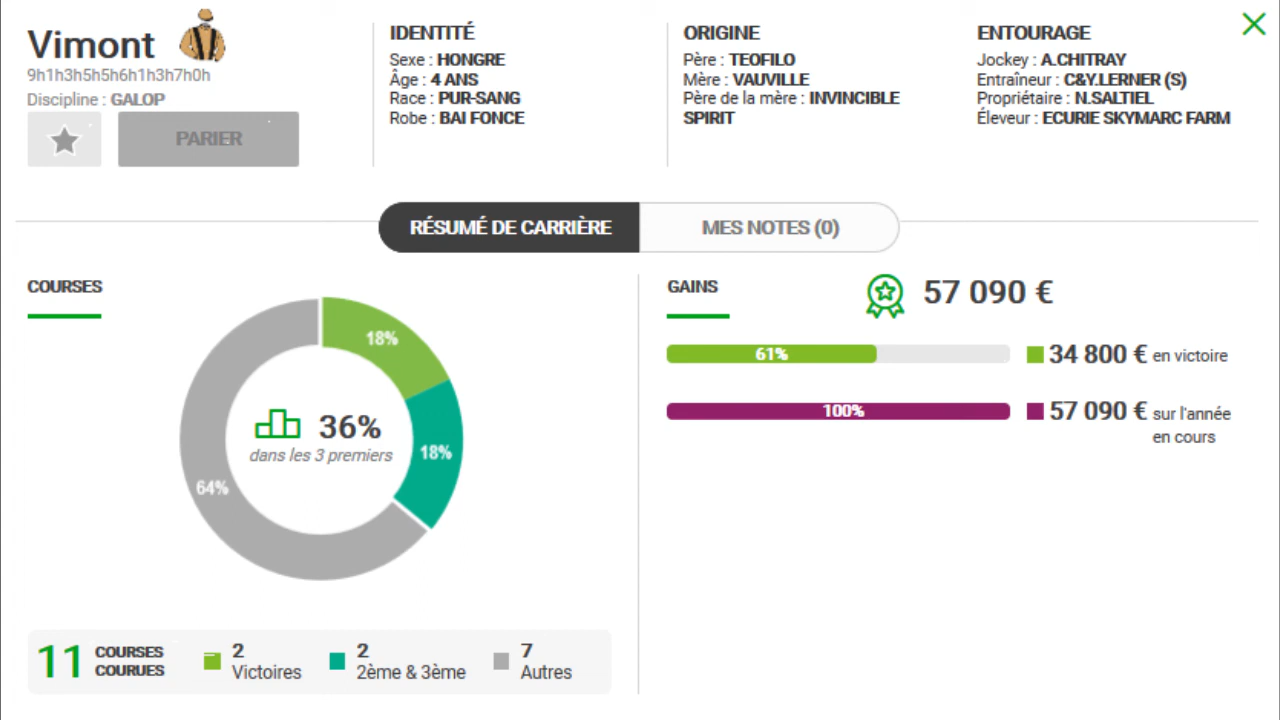 Vimont
9h1h3h5h5h6h1h3h7h0h
Discipline : GALOP
PARIER
IDENTITÉ
Sexe : HONGRE
Âge : 4 ANS
Race : PUR-SANG
Robe : BAI FONCE
ORIGINE
Père : TEOFILO
Mère : VAUVILLE
Père de la mère : INVINCIBLE
SPIRIT
ENTOURAGE
Jockey : A.CHITRAY
Entraîneur : C&Y.LERNER (S)
Propriétaire : N.SALTIEL
Éleveur : ECURIE SKYMARC FARM
RÉSUMÉ DE CARRIÈRE
MES NOTES (0)
COURSES
18%
18%
64%
36%
dans les 3 premiers
11 COURSES
COURUES
2
Victoires
2
2ème & 3ème
7
Autres
GAINS
57 090 €
61%
34 800 € en victoire
100%
57 090 € sur l'année
en cours